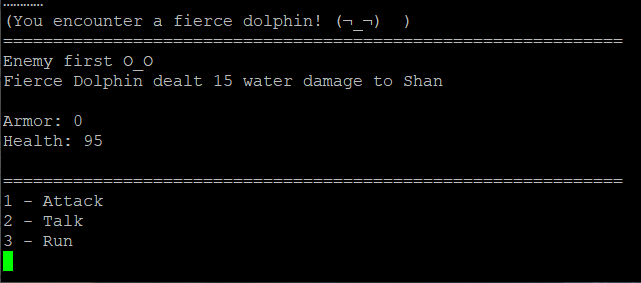 …………
(You encounter a fierce dolphin! (¬_¬)  )
==============================================================
Enemy first O_O
Fierce Dolphin dealt 15 water damage to Shan
Armor: 0
Health: 95
==============================================================
1 - Attack
2 - Talk
3 - Run